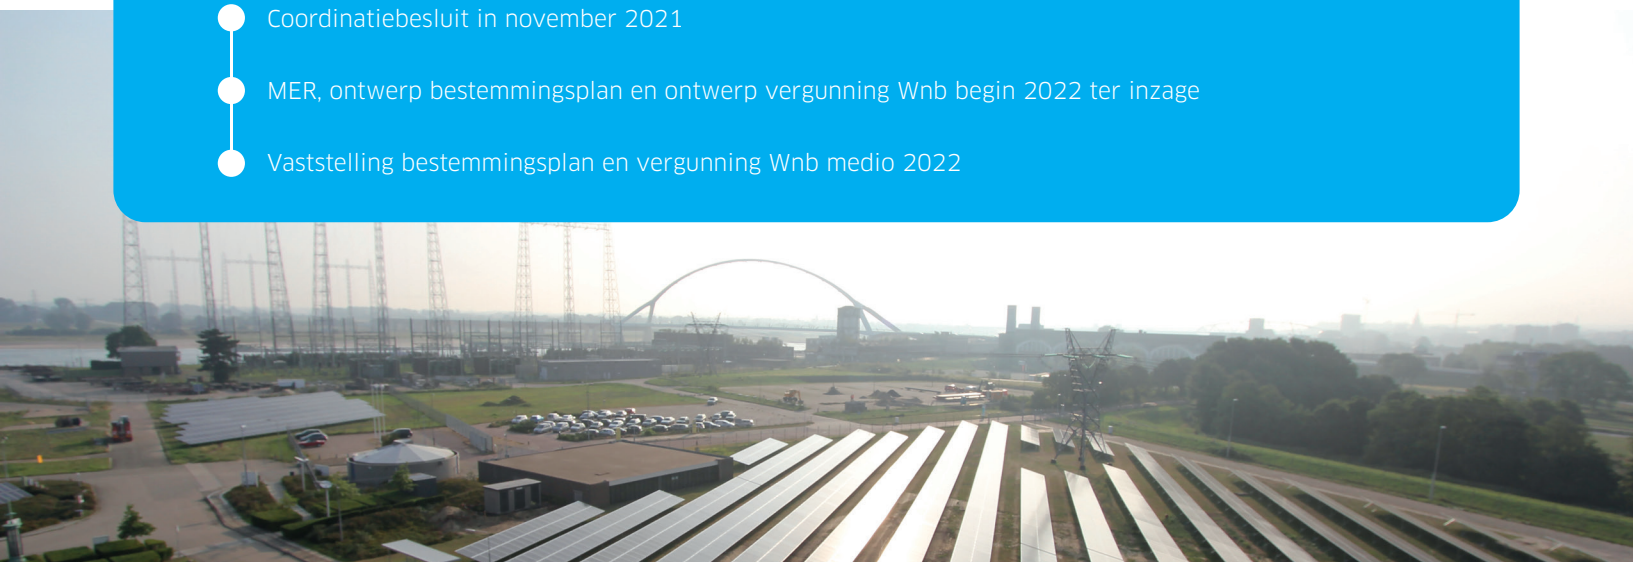 Coordinatiebesluit in november 2021
MER, ontwerp bestemmingsplan en ontwerp vergunning Wnb begin 2022 ter inzage
Vaststelling bestemmingsplan en vergunning Wnb medio 2022